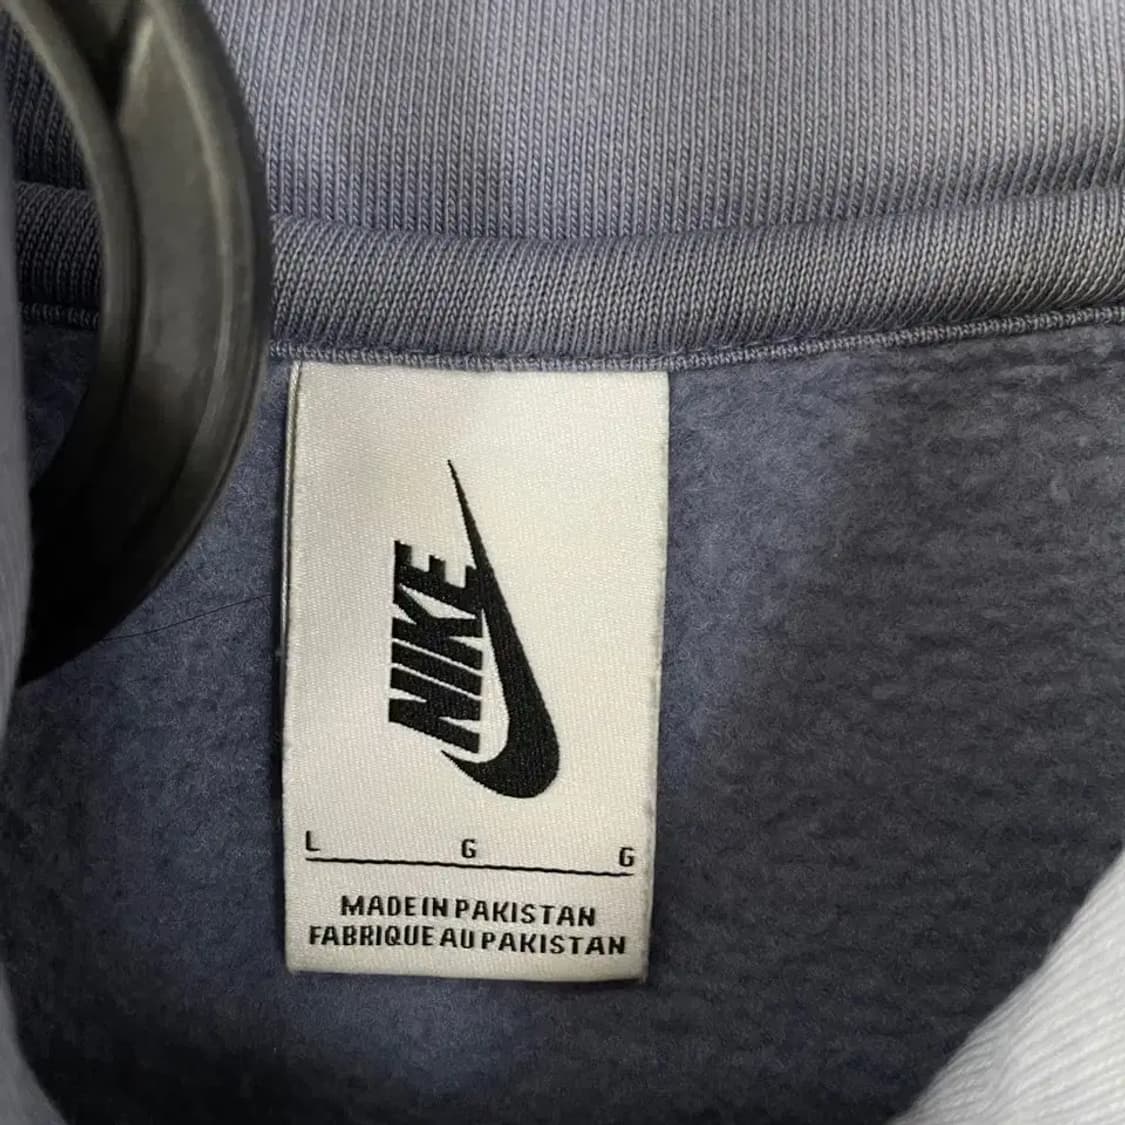 NIKE
L G G
MADE IN PAKISTAN
FABRIQUE AU PAKISTAN